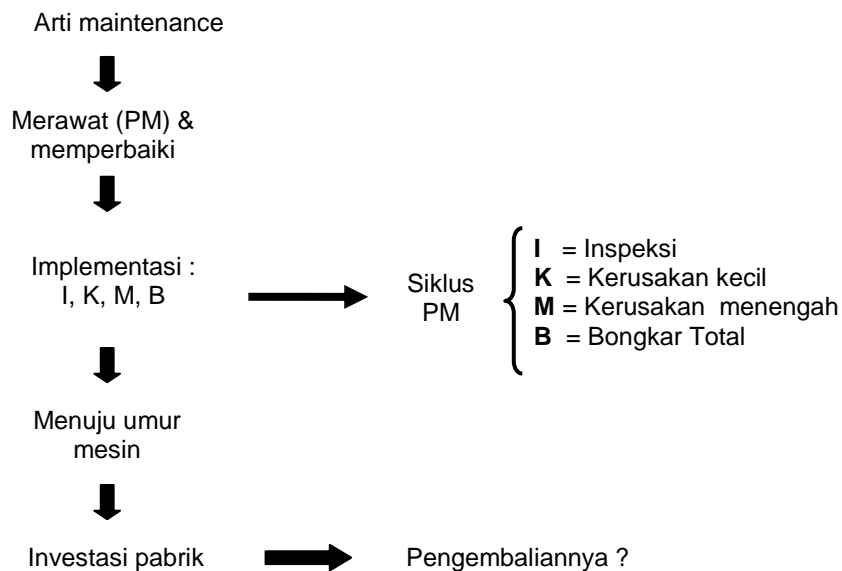 Arti maintenance
Merawat (PM) &
memperbaiki
Implementasi :
I, K, M, B
Siklus
PM
I = Inspeksi
K = Kerusakan kecil
M = Kerusakan menengah
B = Bongkar Total
Menuju umur
mesin
Investasi pabrik
Pengembaliannya ?